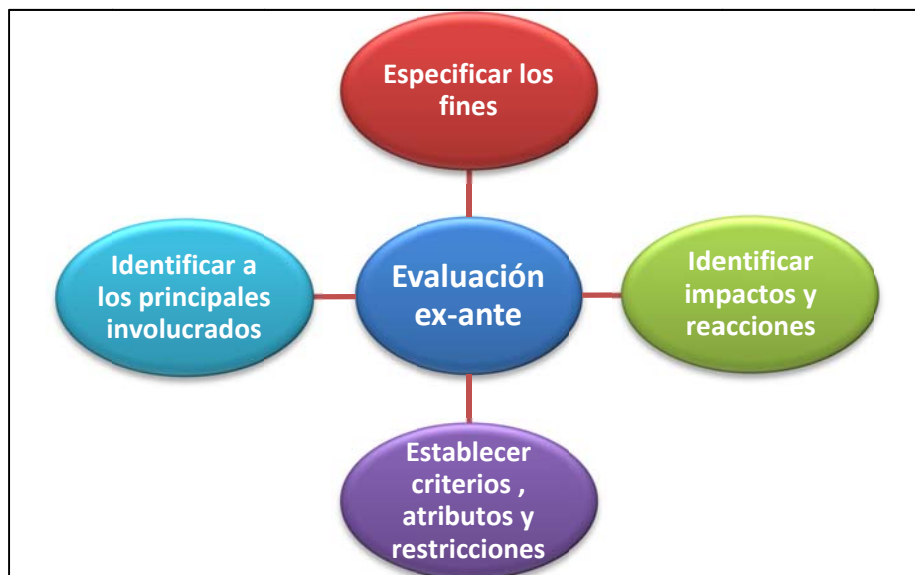 Especificar los
fines
Identificar a
los principales
involucrados
Evaluación
ex-ante
Identificar
impactos y
reacciones
Establecer
criterios ,
atributos y
restricciones